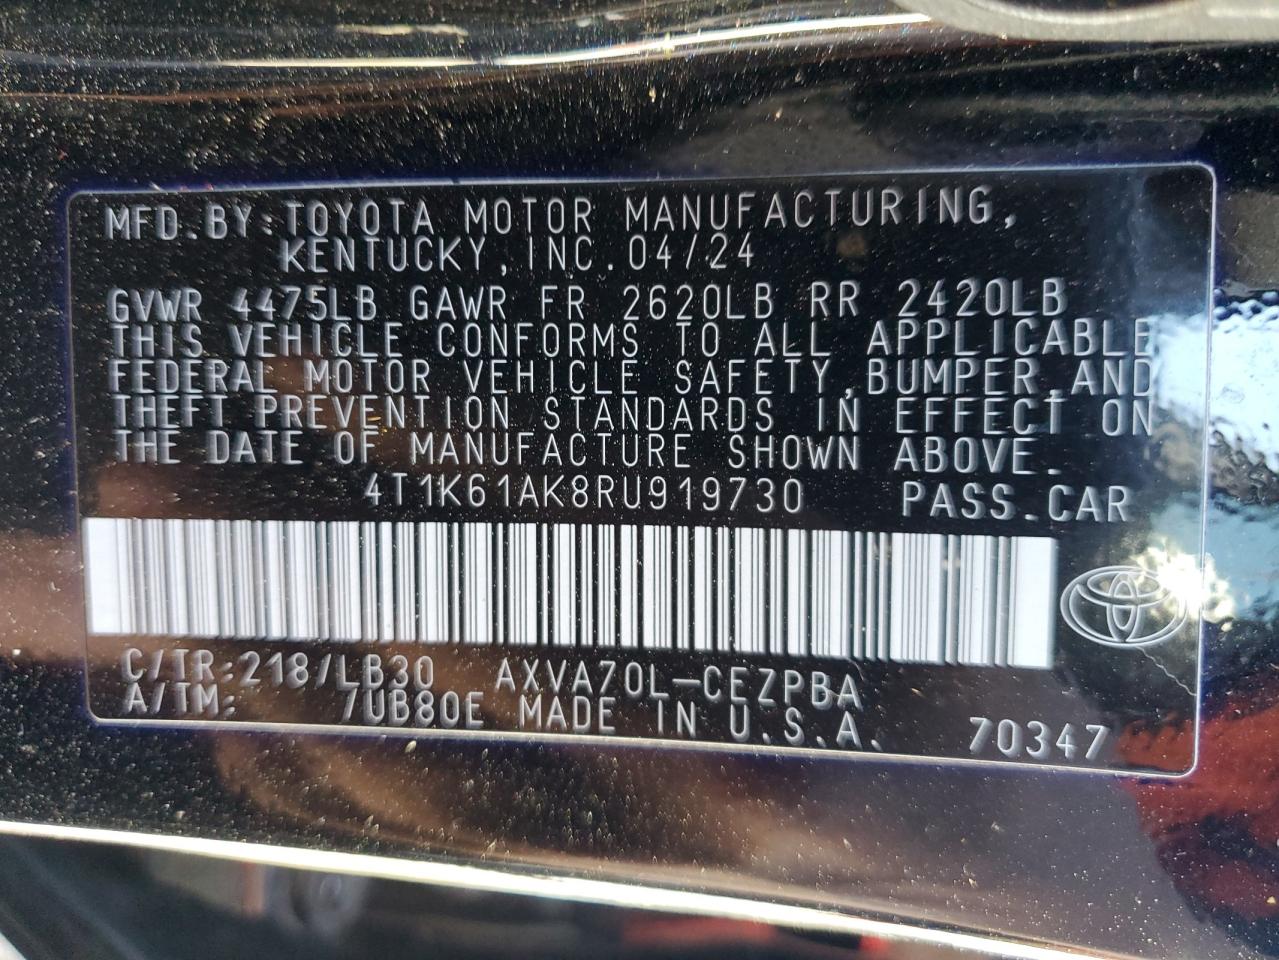 MFD.BY:TOYOTA MOTOR MANUFACTURING,
KENTUCKY,INC.04/24
GVWR 4475LB GAWR FR 2620LB RR 2420LB
THIS VEHICLE CONFORMS TO ALL APPLICABLE
FEDERAL MOTOR VEHICLE SAFETY,BUMPER,AND
THEFT PREVENTION STANDARDS IN EFFECT ON
THE DATE OF MANUFACTURE SHOWN ABOVE.
4T1K61AK8RU919730 PASS.CAR
C/TR:218/LB30 AXVA70L-CEZPBA
A/TM: /UB80E MADE IN U.S.A. 70347